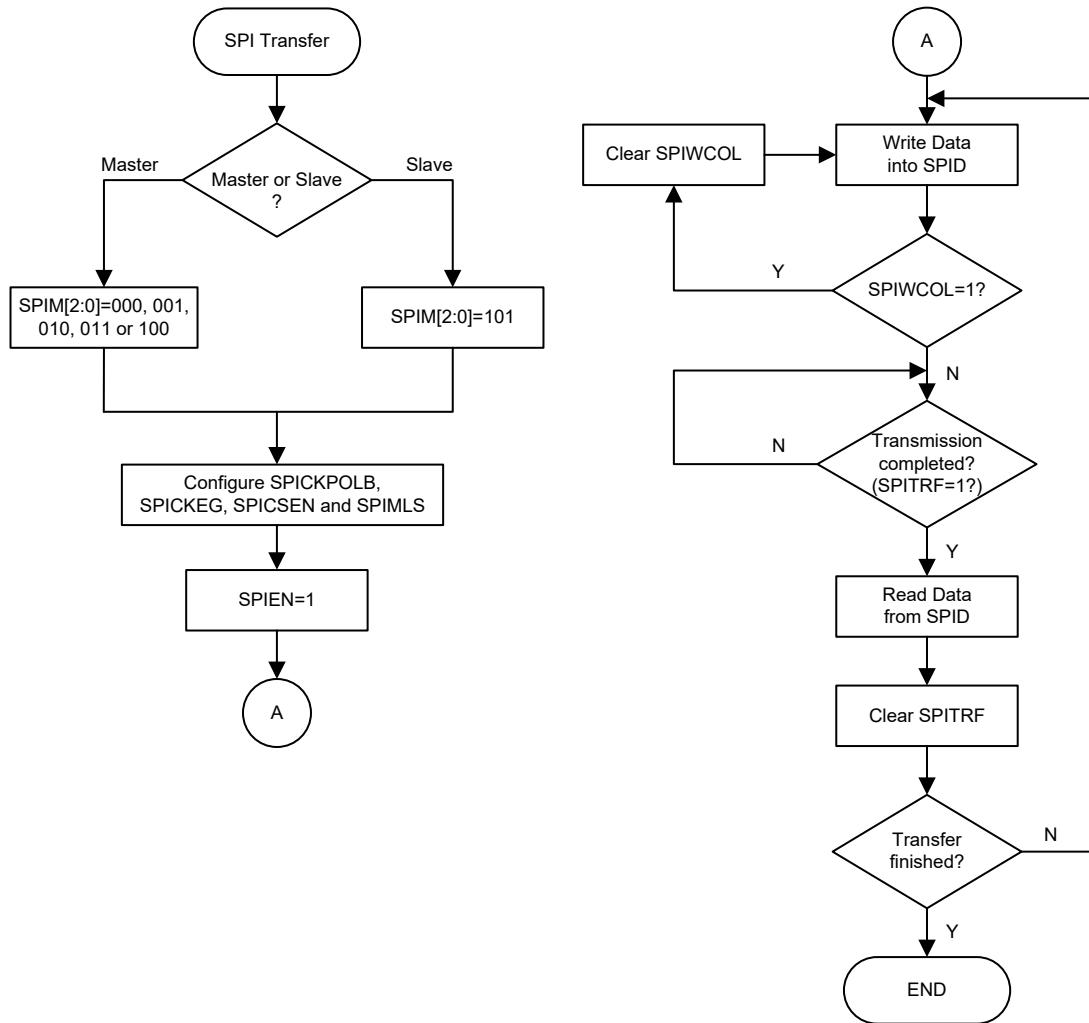 SPI Transfer
Master or Slave
?
Master
Slave
SPIM[2:0]=000, 001,
010, 011 or 100
SPIM[2:0]=101
Configure SPICKPOLB,
SPICKEG, SPICSEN and SPIMLS
SPIEN=1
A
A
Write Data
into SPID
Clear SPIWCOL
SPIWCOL=1?
Y
N
Transmission
completed?
(SPITRF=1?)
N
Y
Read Data
from SPID
Clear SPITRF
Transfer
finished?
N
Y
END